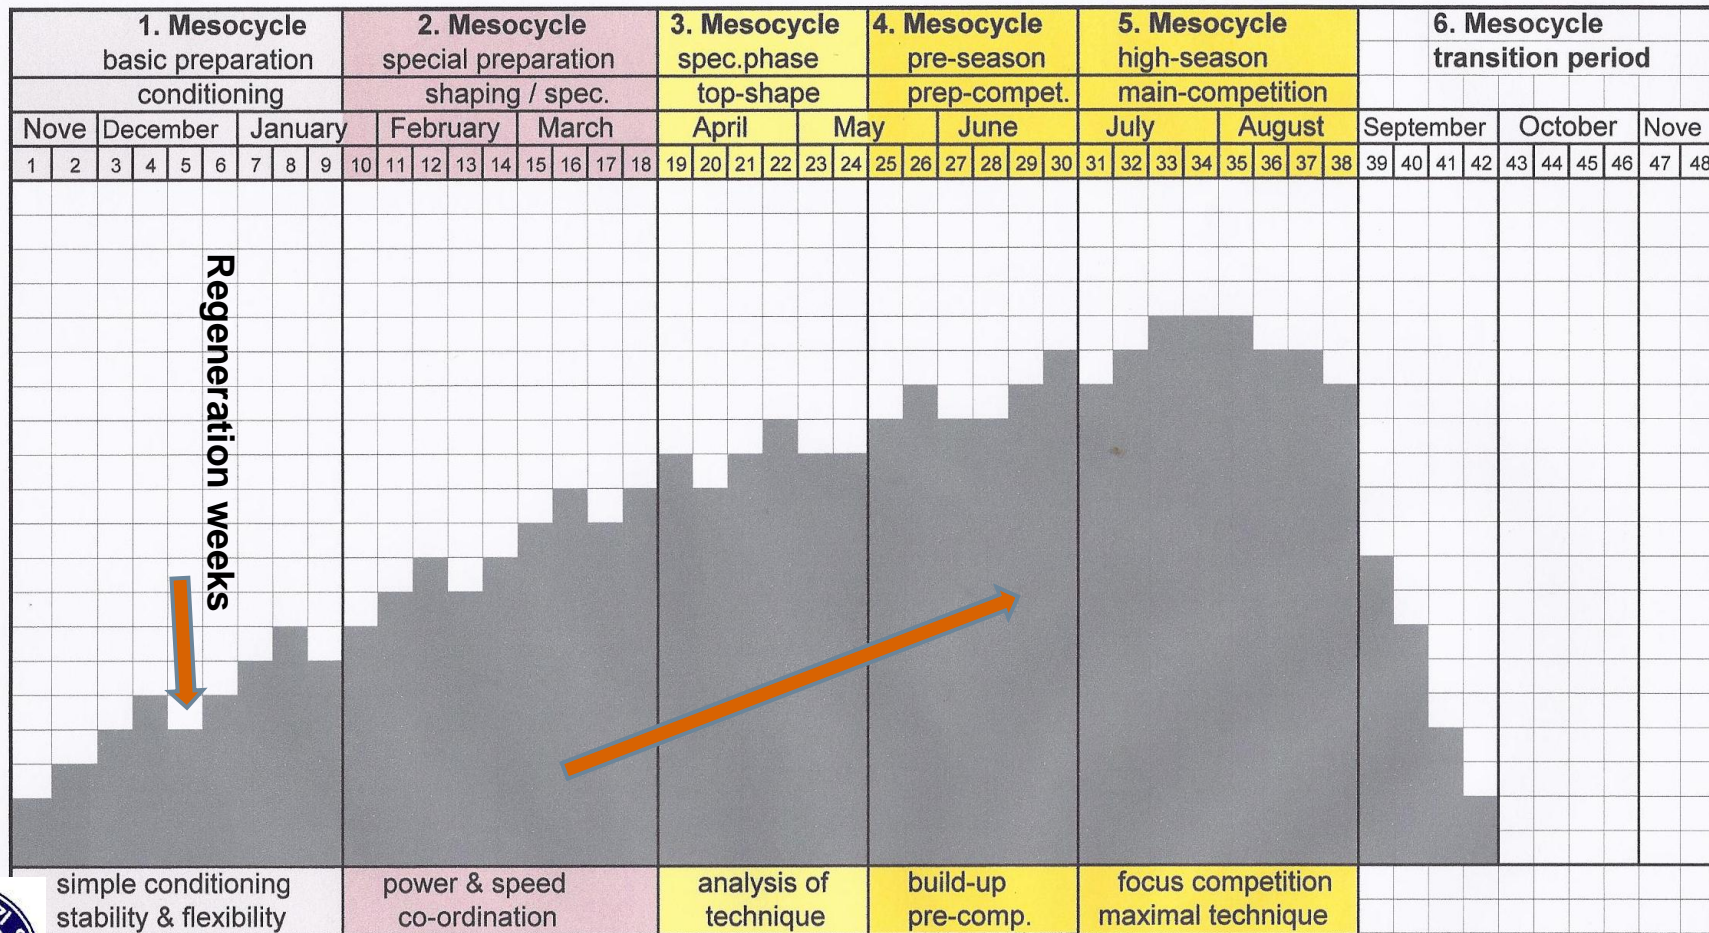 1. Mesocycle 2. Mesocycle 3. Mesocycle 4. Mesocycle 5. Mesocycle 6. Mesocycle
basic preparation special preparation spec.phase pre-season high-season transition period
conditioning shaping / spec. top-shape prep-compet. main-competition
Nove December January February March April May June July August September October Nove
1 2 3 4 5 6 7 8 9 10 11 12 13 14 15 16 17 18 19 20 21 22 23 24 25 26 27 28 29 30 31 32 33 34 35 36 37 38 39 40 41 42 43 44 45 46 47 48
Regeneration weeks
simple conditioning power & speed analysis of build-up focus competition
stability & flexibility co-ordination technique pre-comp. maximal technique